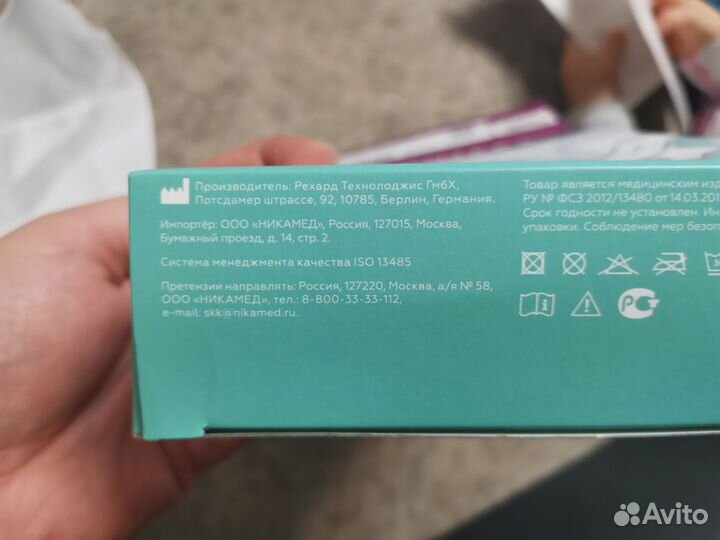 Производитель: Рехард Технолоджис ГмбХ,
Потсдамер штрассе, 92, 10785, Берлин, Германия.
Импортёр: ООО «НИКАМЕД», Россия, 127015, Москва,
Бумажный проезд, д. 14, стр. 2.
Система менеджмента качества ISO 13485
Претензии направлять: Россия, 127220, Москва, а/я № 58,
ООО «НИКАМЕД», тел.: 8-800-33-33-112,
e-mail: skk@nikamed.ru.
Товар является медицинским изд
РУ № ФСЗ 2012/13480 от 14.03.201
Срок годности не установлен. Ин
упаковки. Соблюдение мер безоп
Avito